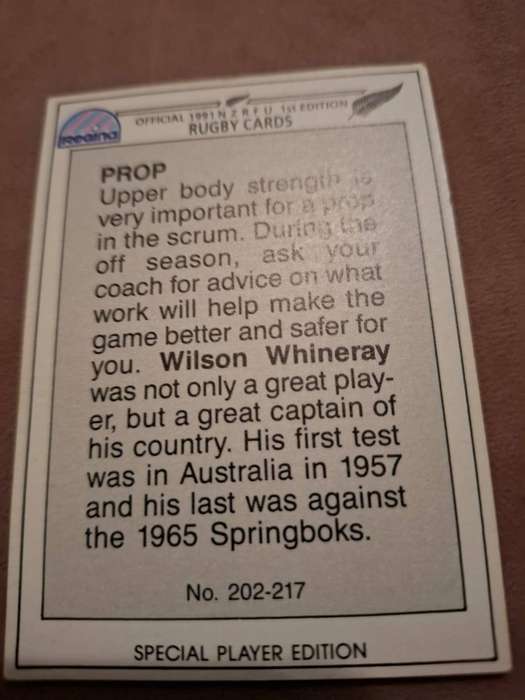 Regina
OFFICIAL 1991 N Z R F U 1st EDITION
RUGBY CARDS
PROP
Upper body strength is
very important for a prop
in the scrum. During the
off season, ask your
coach for advice on what
work will help make the
game better and safer for
you. Wilson Whineray
was not only a great play-
er, but a great captain of
his country. His first test
was in Australia in 1957
and his last was against
the 1965 Springboks.
No. 202-217
SPECIAL PLAYER EDITION